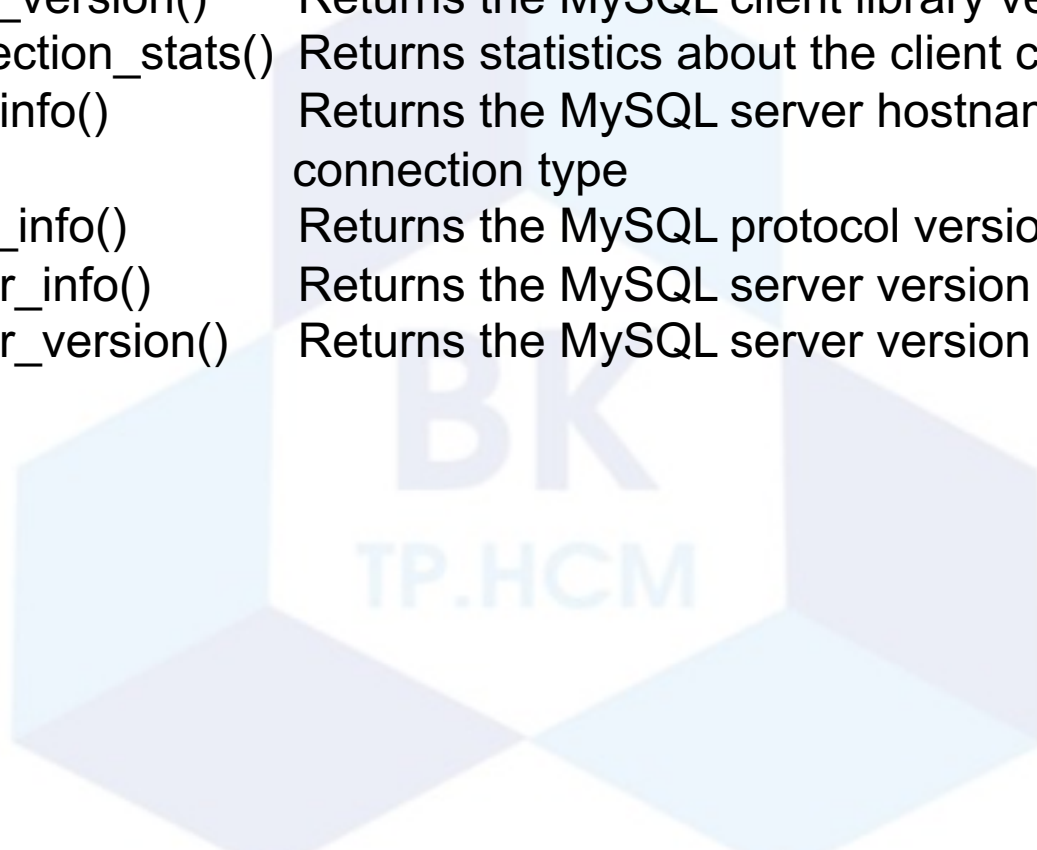 _version() Returns the MySQL client library ve
ection_stats() Returns statistics about the client c
info() Returns the MySQL server hostnar
connection type
_info() Returns the MySQL protocol versio
r_info() Returns the MySQL server version
r_version() Returns the MySQL server version
BK
TP.HCM